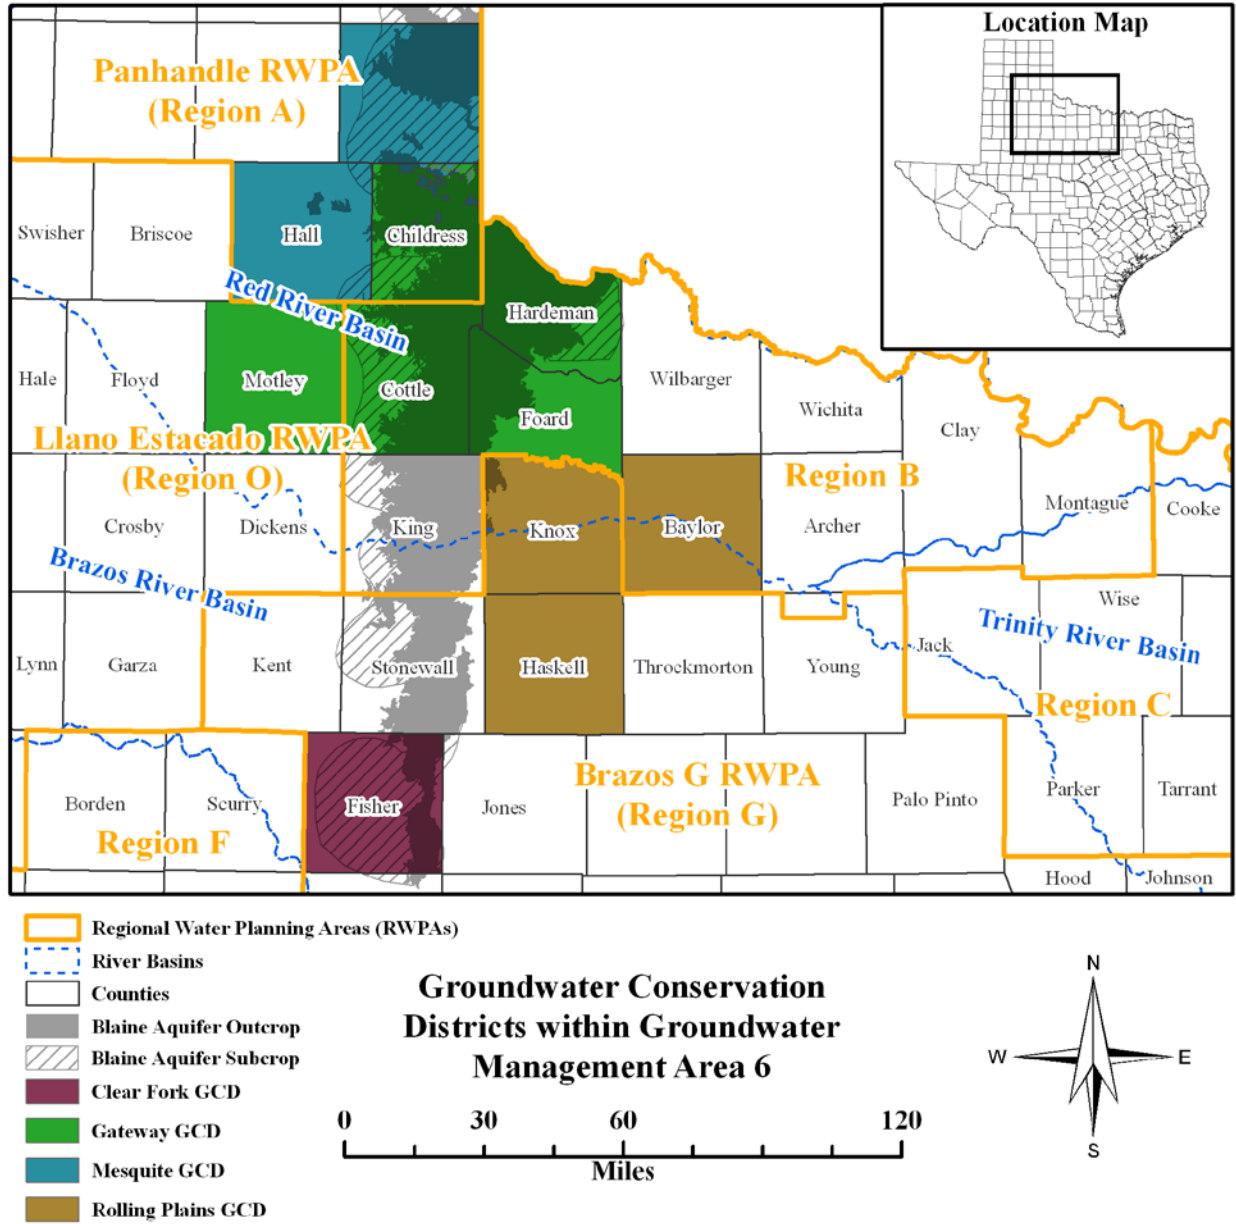 Location Map
Panhandle RWPA
(Region A)
Swisher
Briscoe
Hall
Childress
Red River Basin
Hardeman
Hale
Floyd
Motley
Cottle
Foard
Wilbarger
Wichita
Clay
Llano Estacado RWPA
(Region O)
Region B
Crosby
Dickens
King
Knox
Baylor
Archer
Montague
Cooke
Brazos River Basin
Wise
Trinity River Basin
Lynn
Garza
Kent
Stonewall
Haskell
Throckmorton
Young
Jack
Region C
Borden
Scurry
Fisher
Jones
Brazos G RWPA
(Region G)
Palo Pinto
Parker
Tarrant
Region F
Hood
Johnson
Regional Water Planning Areas (RWPAs)
River Basins
Counties
Blaine Aquifer Outcrop
Blaine Aquifer Subcrop
Clear Fork GCD
Gateway GCD
Mesquite GCD
Rolling Plains GCD
Groundwater Conservation
Districts within Groundwater
Management Area 6
0 30 60 120
Miles
N
W E
S